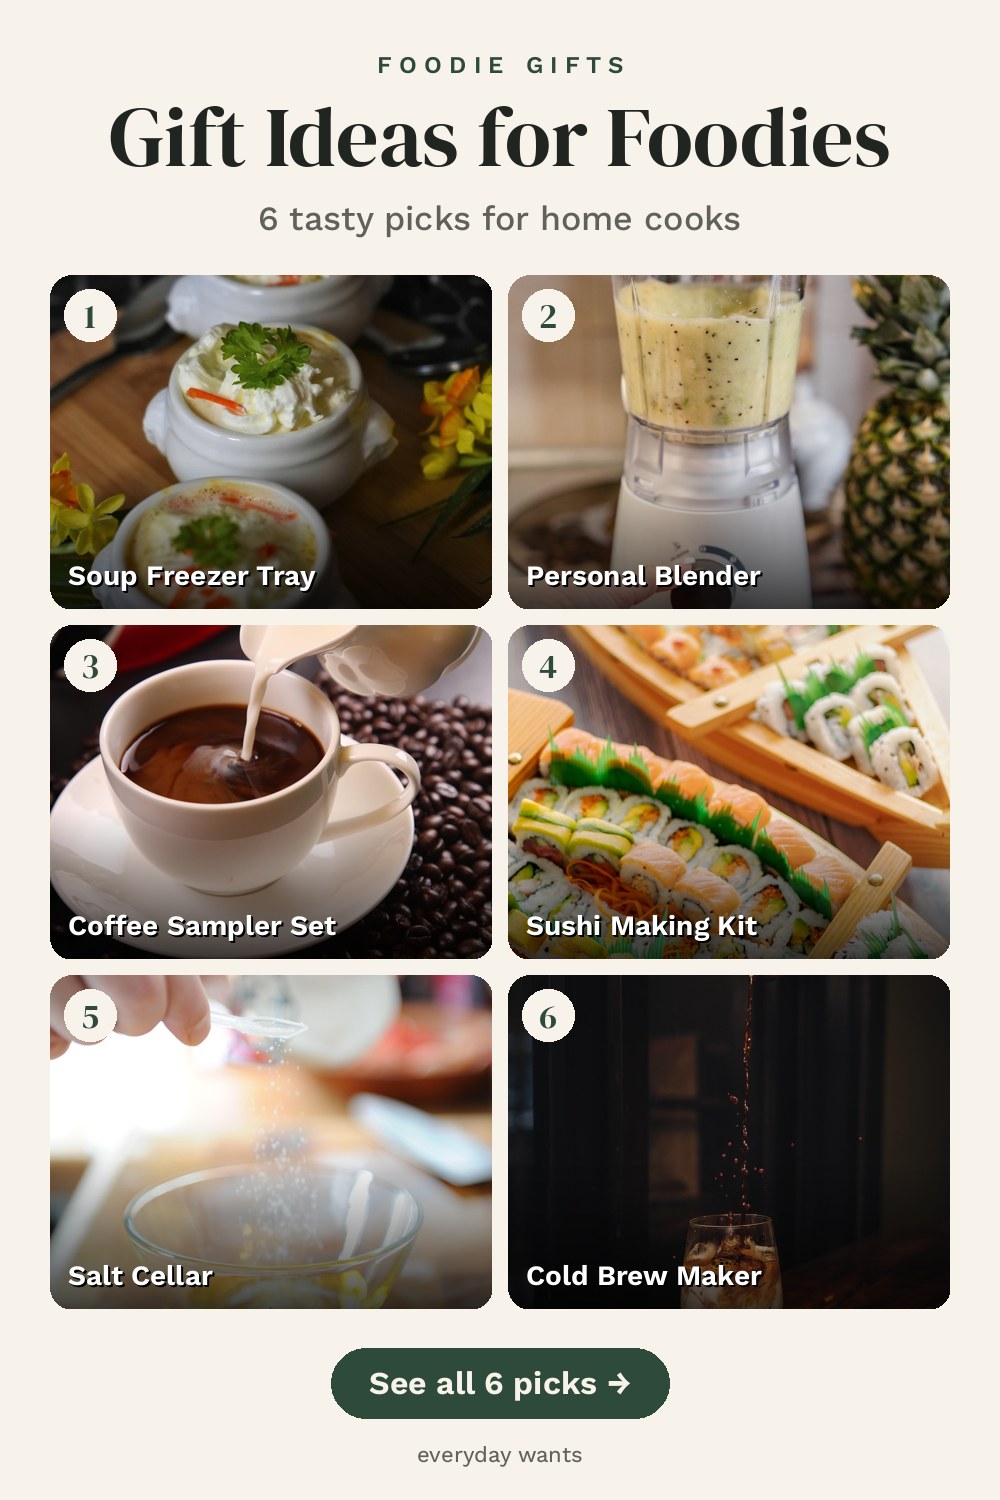 FOODIE GIFTS
Gift Ideas for Foodies
6 tasty picks for home cooks
1
Soup Freezer Tray
2
Personal Blender
3
Coffee Sampler Set
4
Sushi Making Kit
5
Salt Cellar
6
Cold Brew Maker
See all 6 picks →
everyday wants